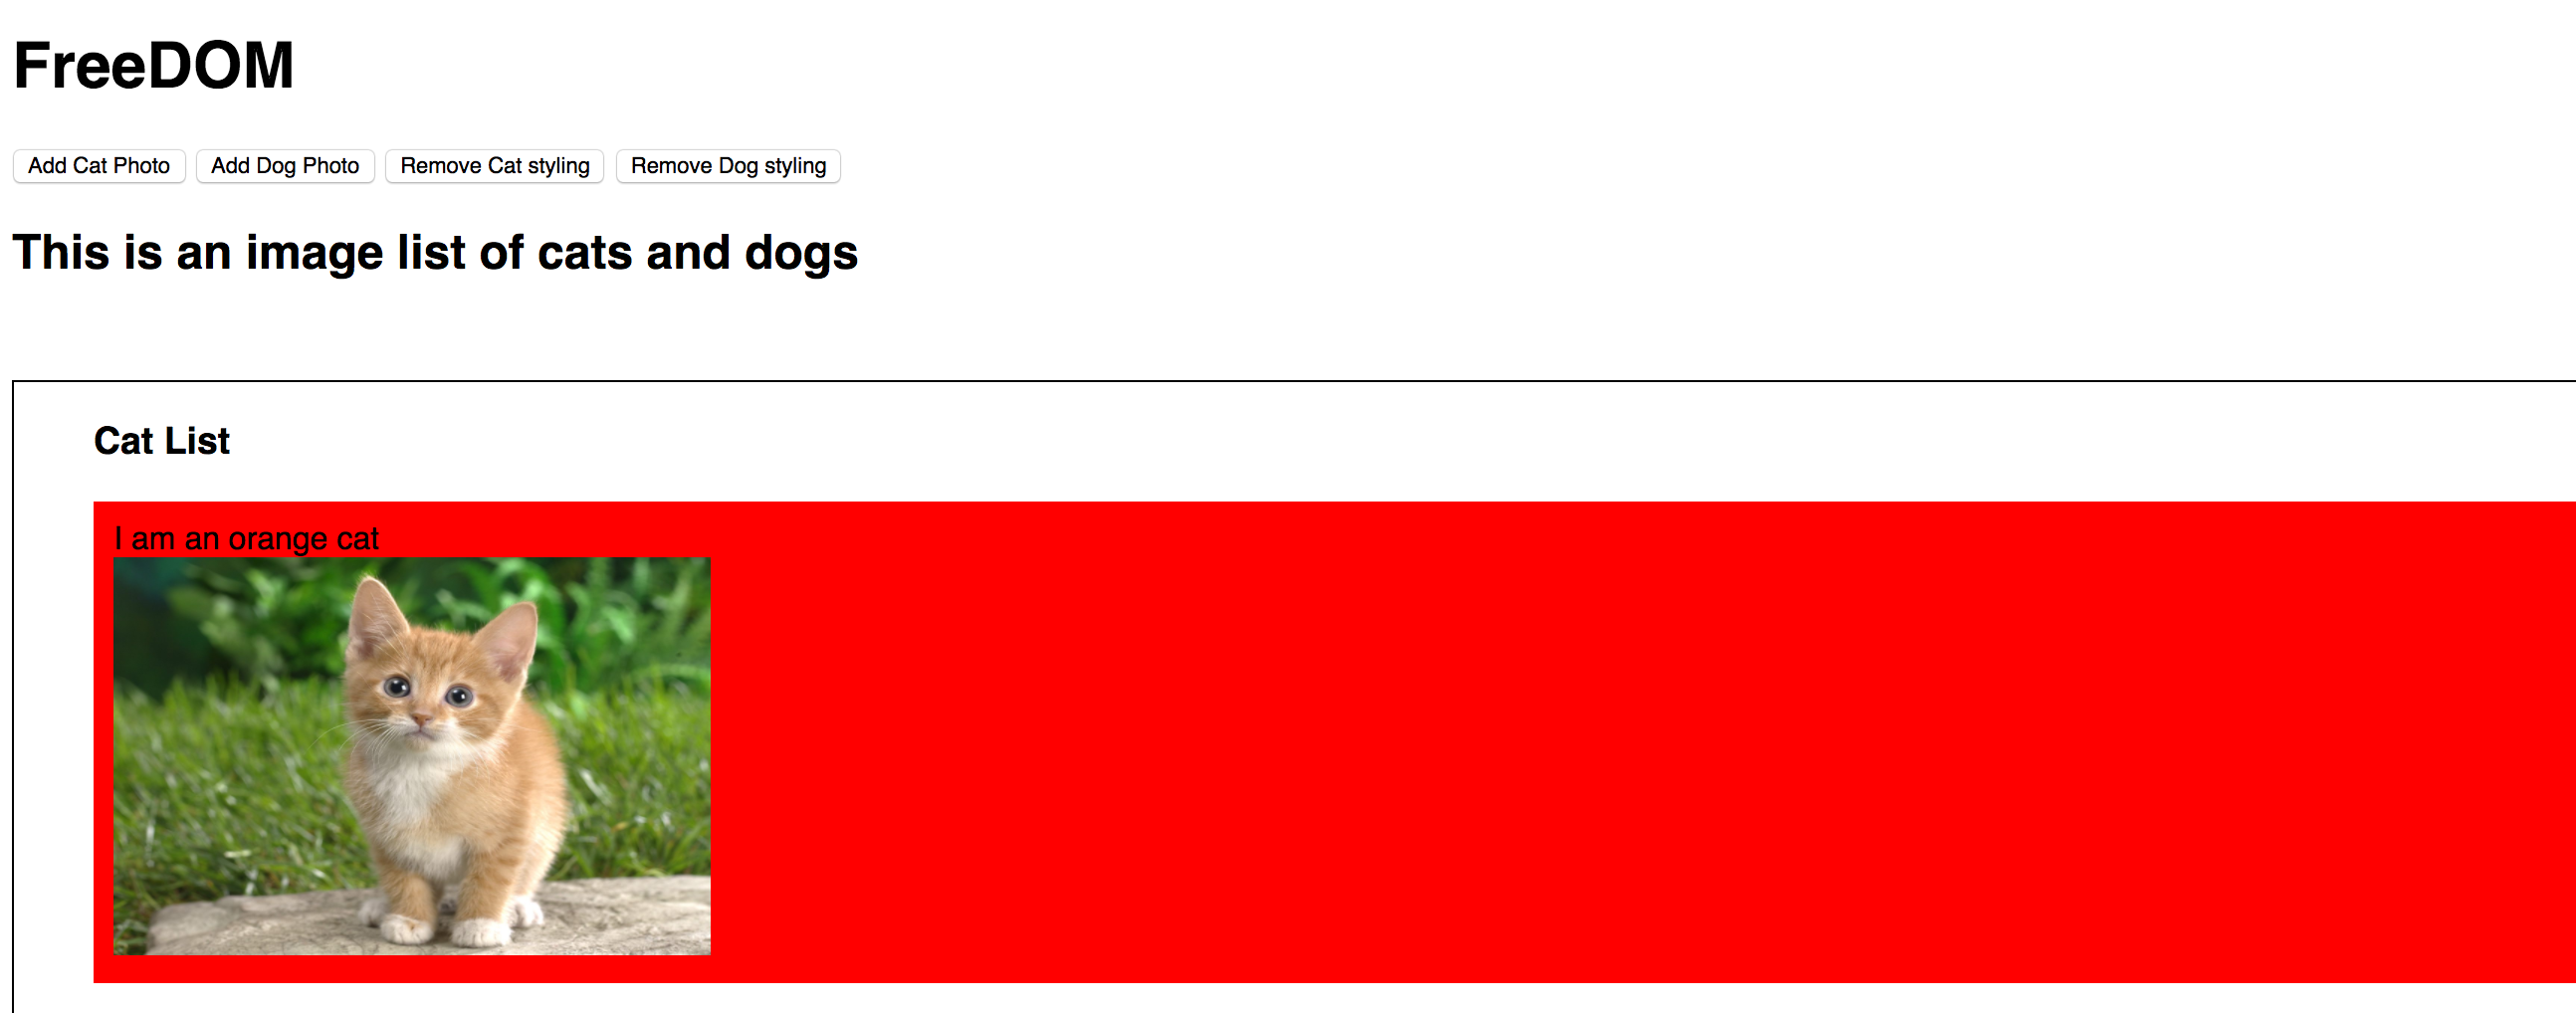 FreeDOM
Add Cat Photo Add Dog Photo Remove Cat styling Remove Dog styling
This is an image list of cats and dogs
Cat List
I am an orange cat